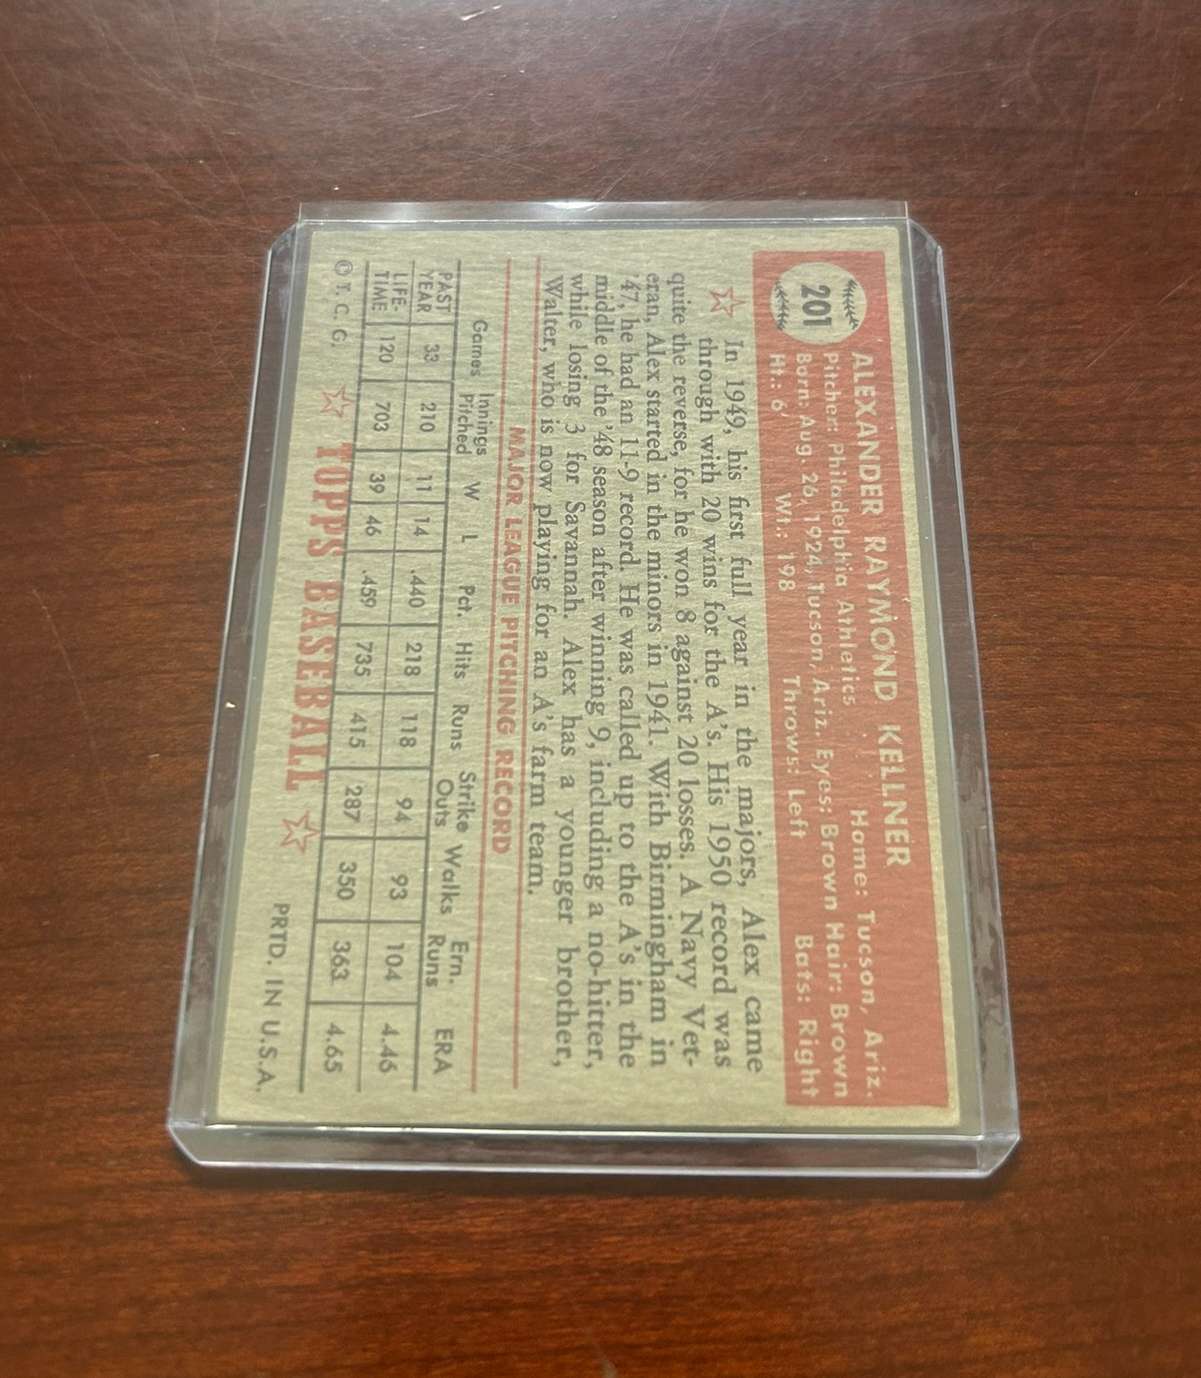 201
ALEXANDER RAYMOND KELLNER
Pitcher: Philadelphia Athletics Home: Tucson, Ariz.
Born: Aug. 26, 1924, Tucson, Ariz. Eyes: Brown Hair: Brown
Ht.: 6' Wt.: 198 Throws: Left Bats: Right
In 1949, his first full year in the majors, Alex came
through with 20 wins for the A's. His 1950 record was
quite the reverse, for he won 8 against 20 losses. A Navy Vet-
eran, Alex started in the minors in 1941. With Birmingham in
'47, he had an 11-9 record. He was called up to the A's in the
middle of the '48 season after winning 9, including a no-hitter,
while losing 3 for Savannah. Alex has a younger brother,
Walter, who is now playing for an A's farm team.
MAJOR LEAGUE PITCHING RECORD
Games Innings Pitched W L Pct. Hits Runs Strike Outs Walks Ern. Runs ERA
PAST YEAR 33 210 11 14 .440 218 118 94 93 104 4.46
LIFE-TIME 120 703 39 46 .459 735 415 287 350 363 4.65
© T. C. G. TOPPS BASEBALL PRTD. IN U.S.A.